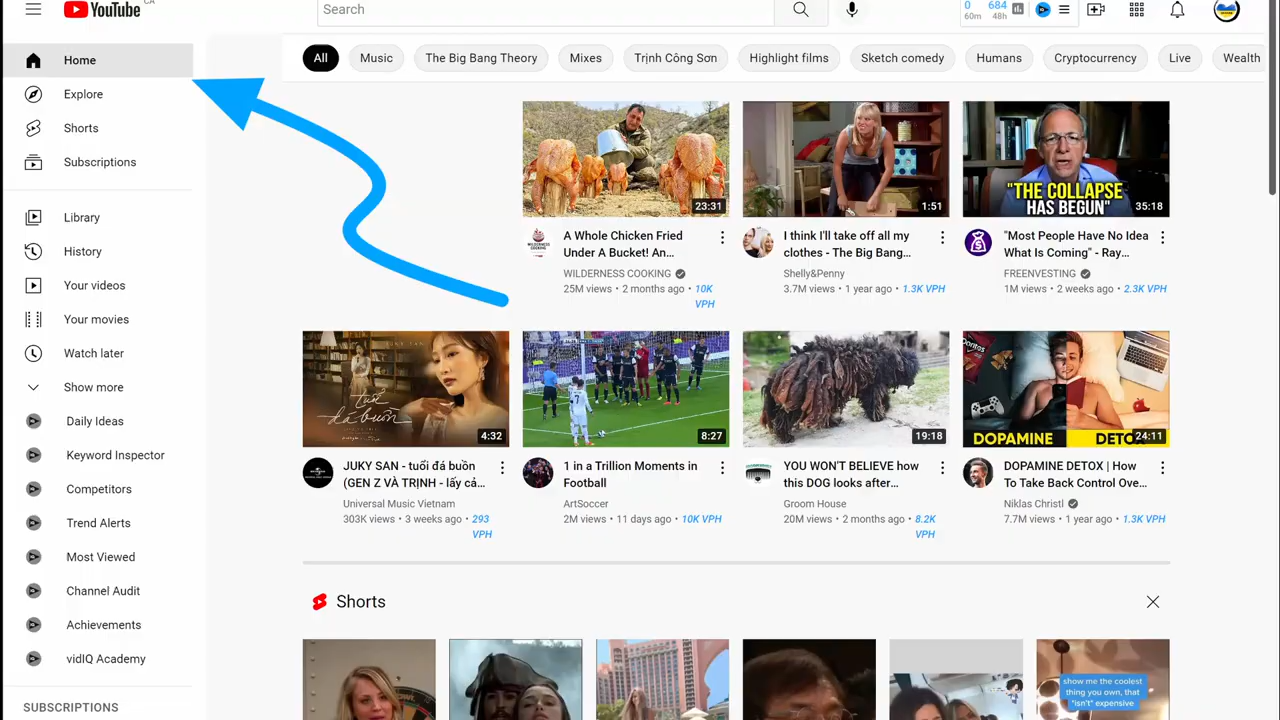 CA
YouTube
Search
0 684
60m 48h
Home
Explore
Shorts
Subscriptions
Library
History
Your videos
Your movies
Watch later
Show more
Daily Ideas
Keyword Inspector
Competitors
Trend Alerts
Most Viewed
Channel Audit
Achievements
vidIQ Academy
SUBSCRIPTIONS
All Music The Big Bang Theory Mixes Trịnh Công Sơn Highlight films Sketch comedy Humans Cryptocurrency Live Wealth
23:31
A Whole Chicken Fried
Under A Bucket! An...
WILDERNESS COOKING
25M views • 2 months ago • 10K
VPH
1:51
I think I'll take off all my
clothes - The Big Bang...
Shelly&Penny
3.7M views • 1 year ago • 1.3K VPH
"THE COLLAPSE
HAS BEGUN"
35:18
"Most People Have No Idea
What Is Coming" - Ray...
FREENVESTING
1M views • 2 weeks ago • 2.3K VPH
tuổi
đá buồn
4:32
JUKY SAN - tuổi đá buồn
(GEN Z VÀ TRỊNH - lấy cả...
Universal Music Vietnam
303K views • 3 weeks ago • 293
VPH
7
8:27
1 in a Trillion Moments in
Football
ArtSoccer
2M views • 11 days ago • 10K VPH
19:18
YOU WON'T BELIEVE how
this DOG looks after...
Groom House
20M views • 2 months ago • 8.2K
VPH
Doritos
DOPAMINE DETOX
24:11
DOPAMINE DETOX | How
To Take Back Control Ove...
Niklas Christl
7.7M views • 1 year ago • 1.3K VPH
Shorts
show me the coolest
thing you own, that
"isn't" expensive